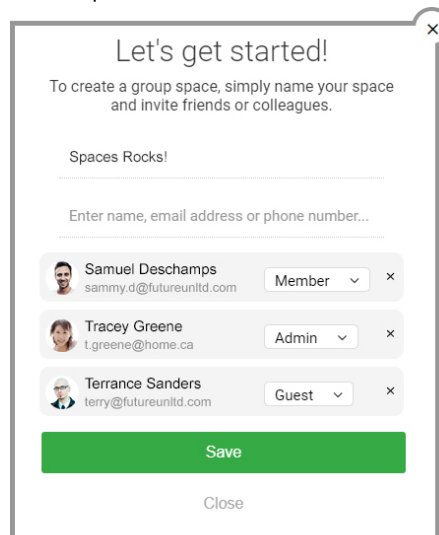 Let's get started!
To create a group space, simply name your space
and invite friends or colleagues.
Spaces Rocks!
Enter name, email address or phone number...
Samuel Deschamps
sammy.d@futureunltd.com
Member
Tracey Greene
t.greene@home.ca
Admin
Terrance Sanders
terry@futureunltd.com
Guest
Save
Close